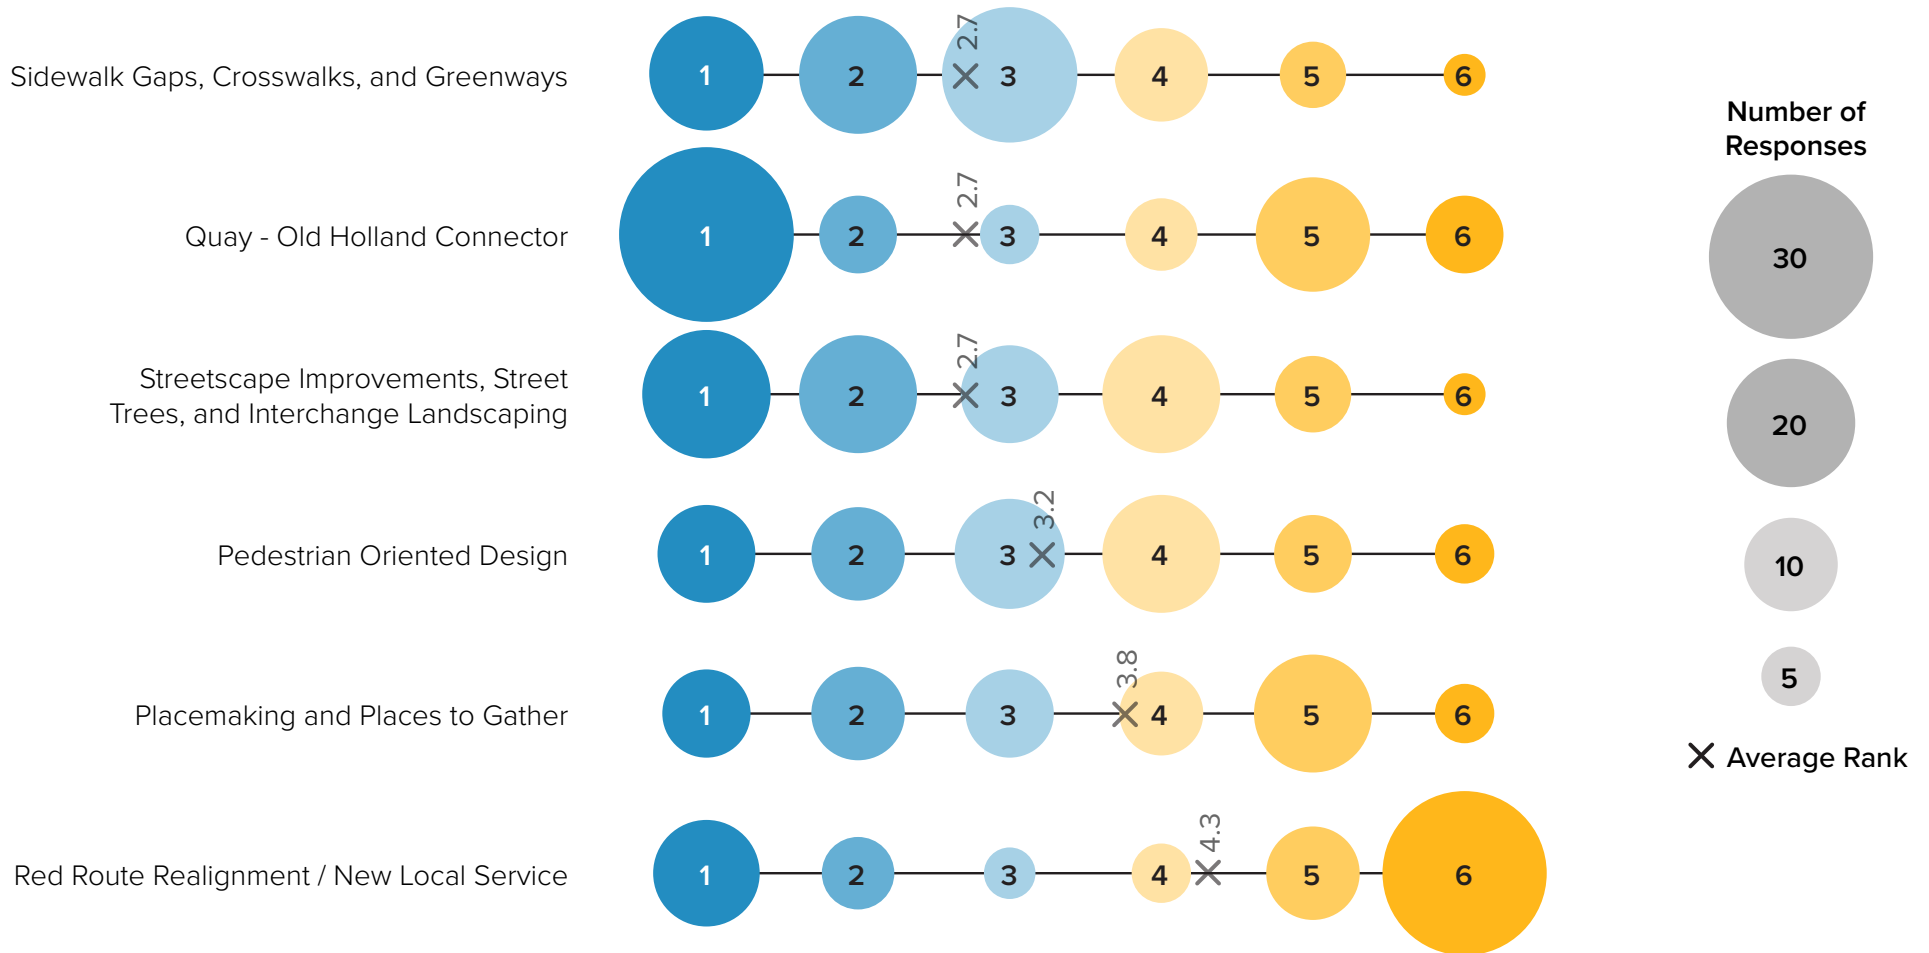 Sidewalk Gaps, Crosswalks, and Greenways
1 2 2.7 3 4 5 6
Quay - Old Holland Connector
1 2 2.7 3 4 5 6
Streetscape Improvements, Street
Trees, and Interchange Landscaping
1 2 2.7 3 4 5 6
Pedestrian Oriented Design
1 2 3 3.2 4 5 6
Placemaking and Places to Gather
1 2 3 3.8 4 5 6
Red Route Realignment / New Local Service
1 2 3 4 4.3 5 6
Number of
Responses
30
20
10
5
Average Rank